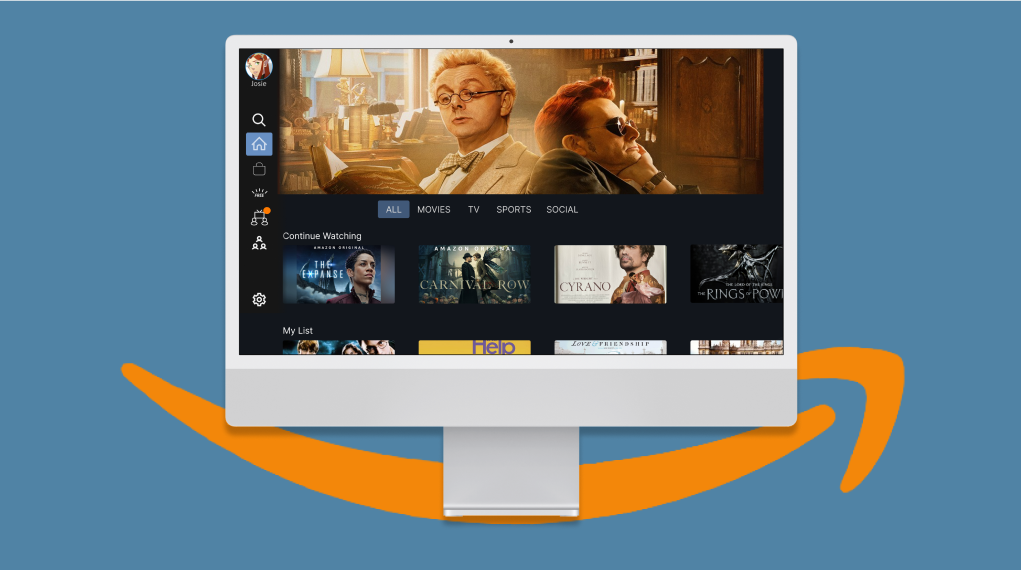 Josie
FREE
ALL MOVIES TV SPORTS SOCIAL
Continue Watching
AMAZON ORIGINAL
THE
EXPANSE
AMAZON ORIGINAL
CARNIVAL ROW
CYRANO
THE LORD OF THE RINGS
THE RINGS OF POW
My List
Help
LOVE & FRIENDSHIP